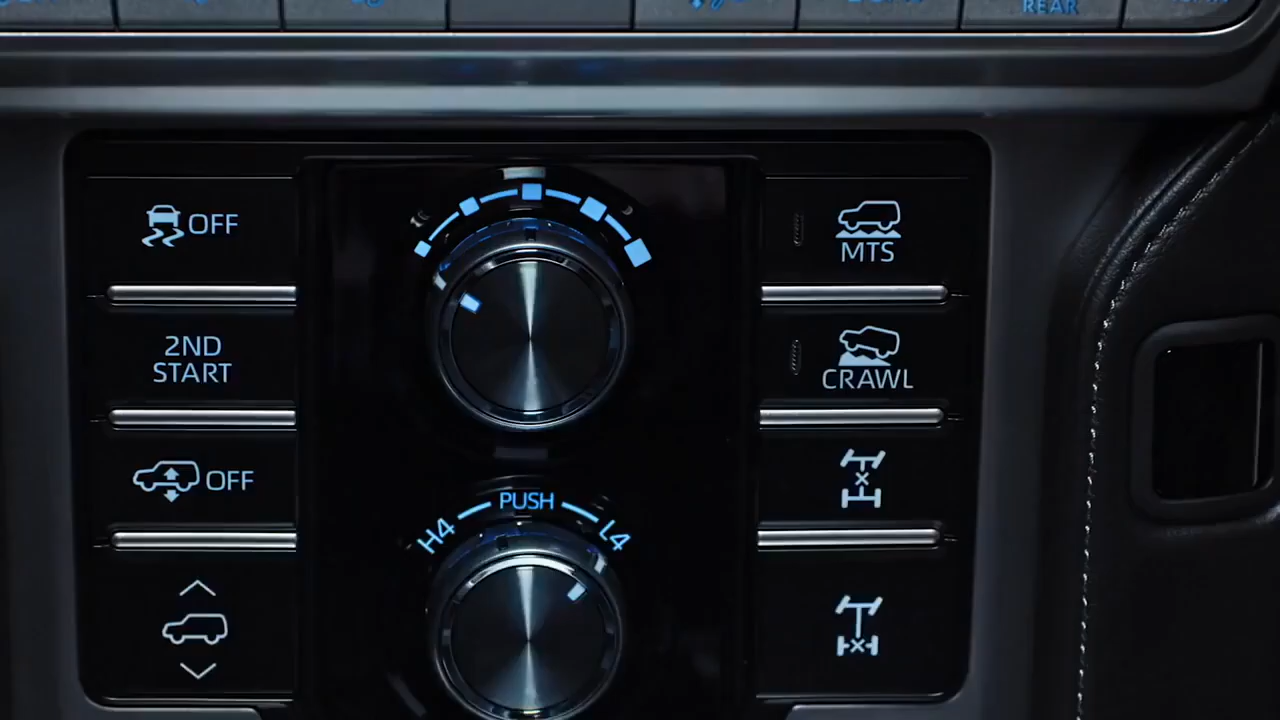 REAR
OFF
MTS
2ND
START
CRAWL
OFF
PUSH
H4
L4